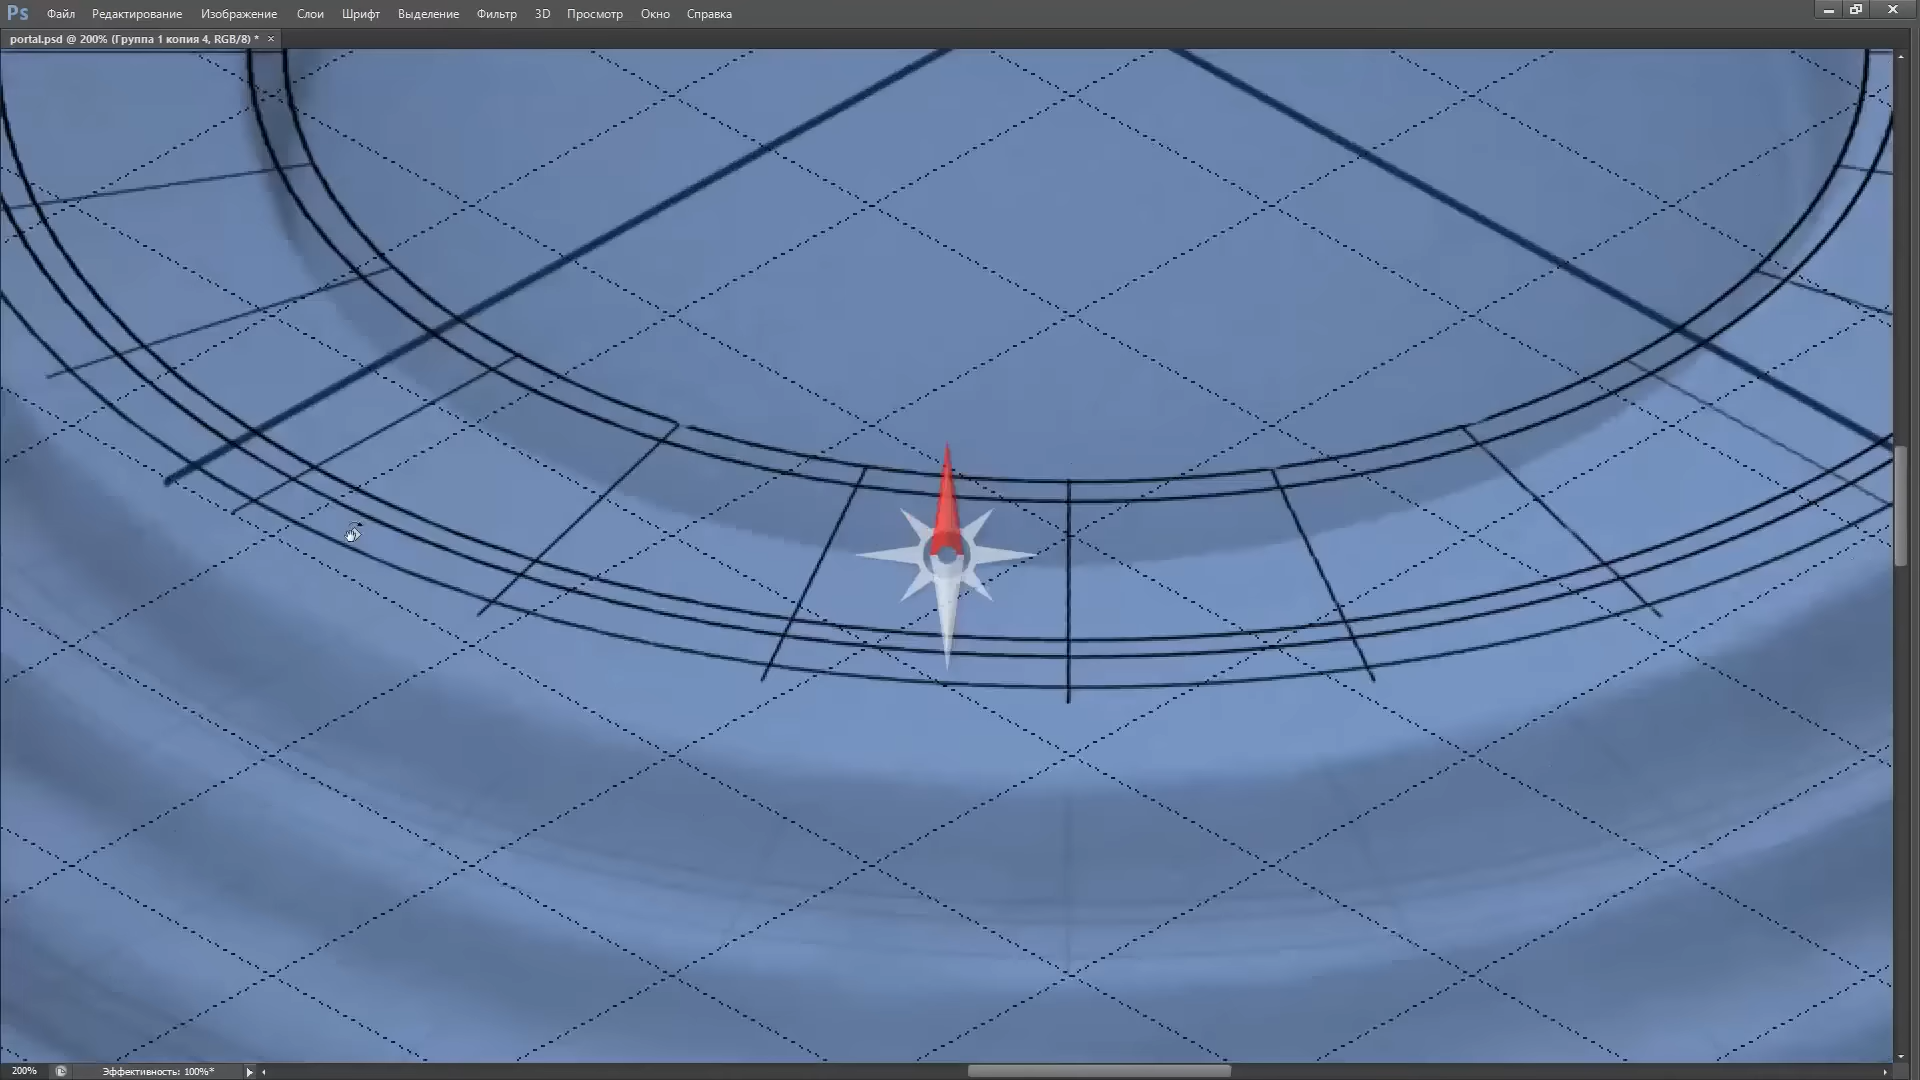 Ps Файл Редактирование Изображение Слои Шрифт Выделение Фильтр 3D Просмотр Окно Справка
portal.psd @ 200% (Группа 1 копия 4, RGB/8) * ×
200% Эффективность: 100%*